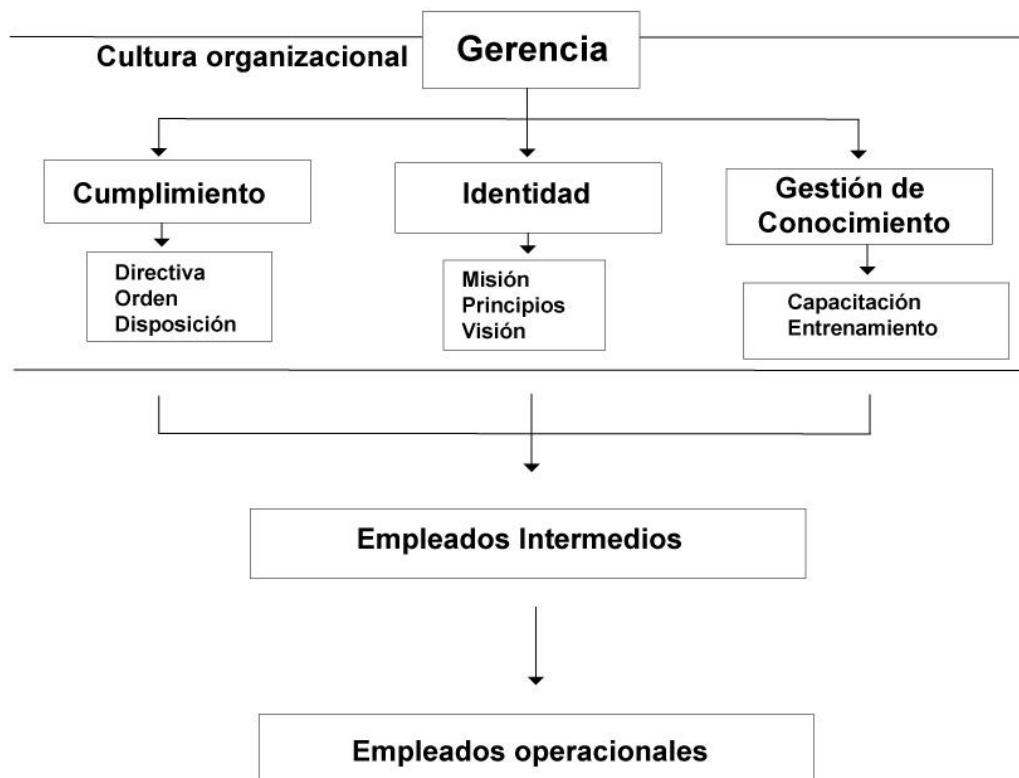 Gerencia
Cultura organizacional
Cumplimiento
Identidad
Gestión de
Conocimiento
Directiva
Orden
Disposición
Misión
Principios
Visión
Capacitación
Entrenamiento
Empleados Intermedios
Empleados operacionales